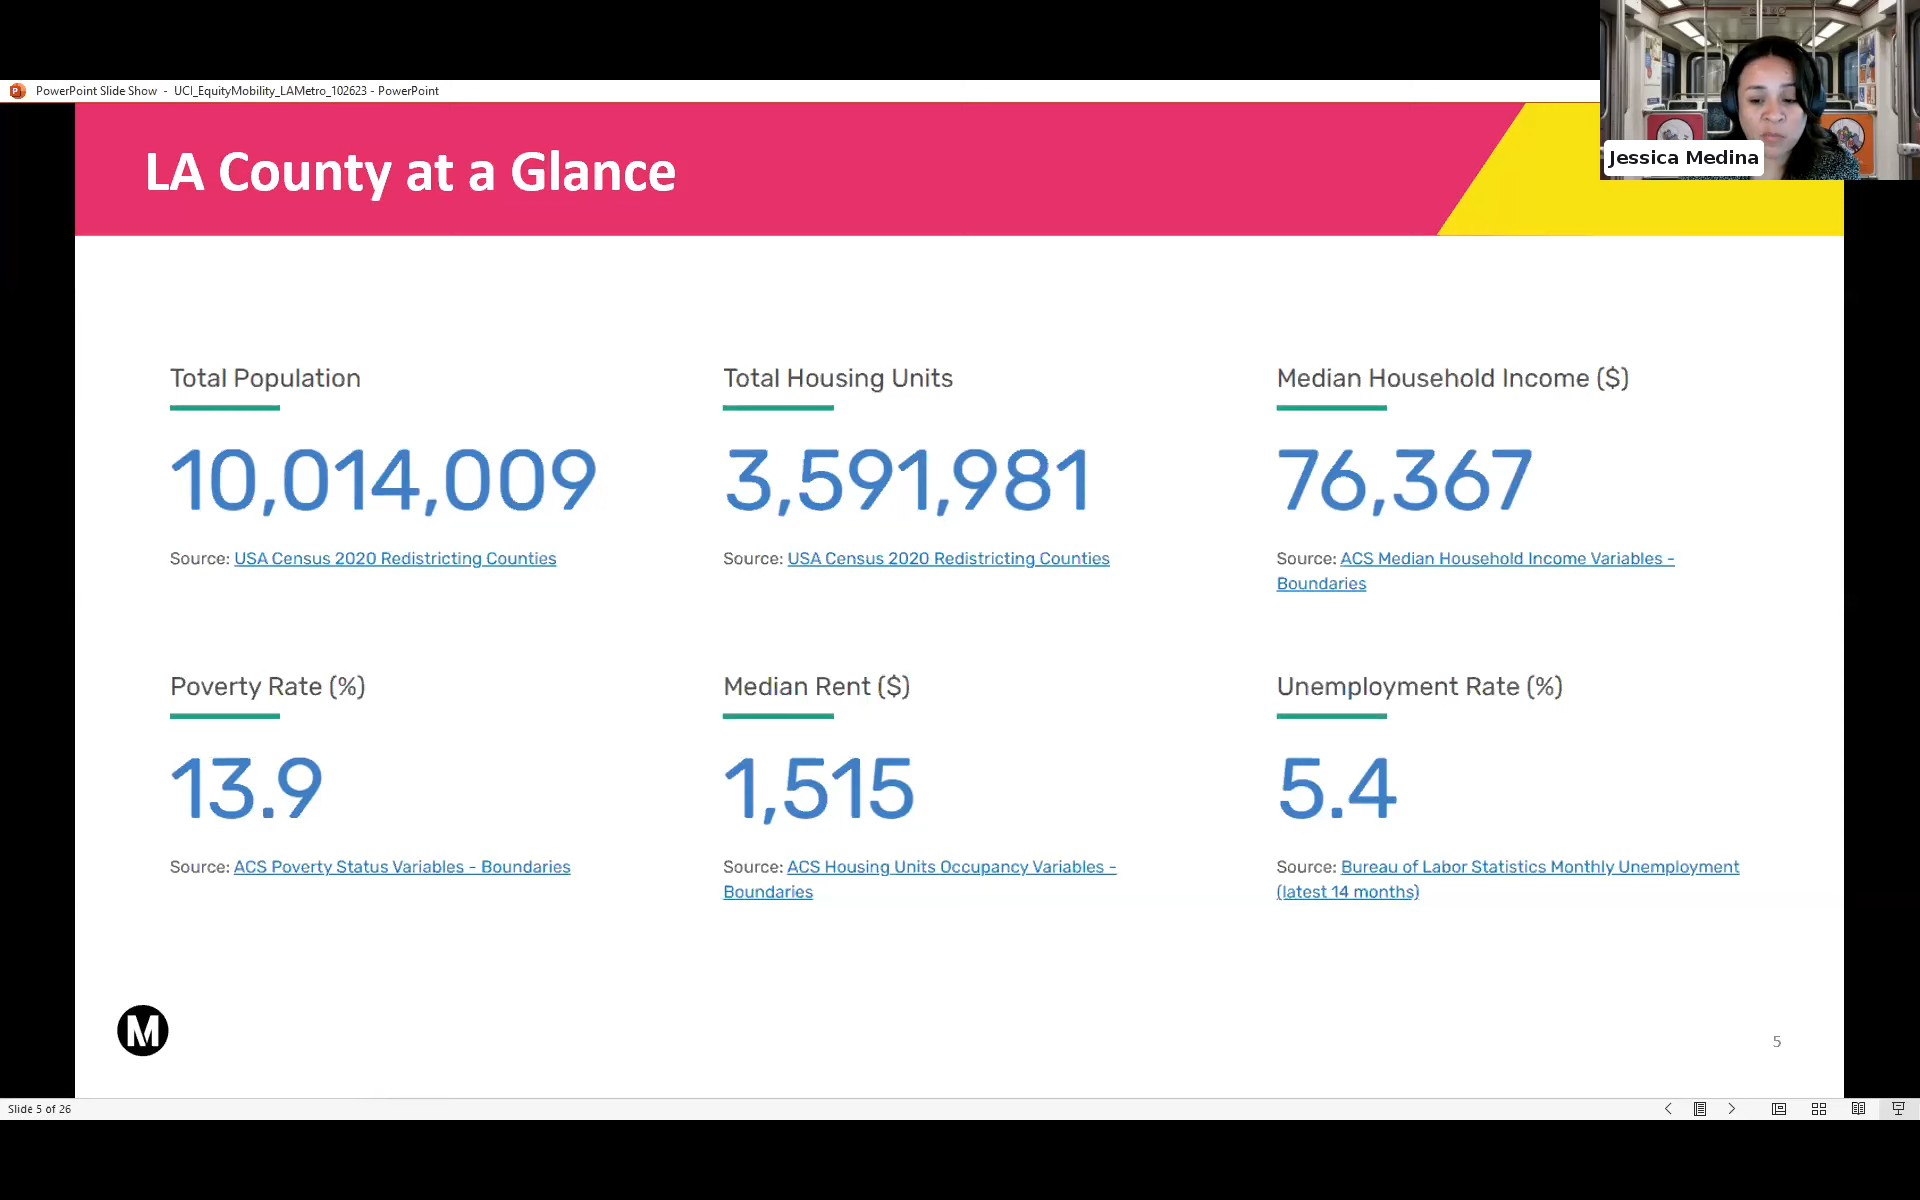 PowerPoint Slide Show - UCI_EquityMobility_LAMetro_102623 - PowerPoint
Jessica Medina
LA County at a Glance
Total Population
10,014,009
Source: USA Census 2020 Redistricting Counties
Total Housing Units
3,591,981
Source: USA Census 2020 Redistricting Counties
Median Household Income ($)
76,367
Source: ACS Median Household Income Variables -
Boundaries
Poverty Rate (%)
13.9
Source: ACS Poverty Status Variables - Boundaries
Median Rent ($)
1,515
Source: ACS Housing Units Occupancy Variables -
Boundaries
Unemployment Rate (%)
5.4
Source: Bureau of Labor Statistics Monthly Unemployment
(latest 14 months)
M
5
Slide 5 of 26